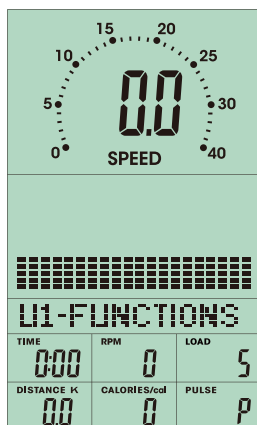 15 20
10 25
5 0.0 30
0 SPEED 40
U1-FUNCTIONS
TIME RPM LOAD
0:00 0 5
DISTANCE K CALORIES/cal PULSE
0.0 0 P